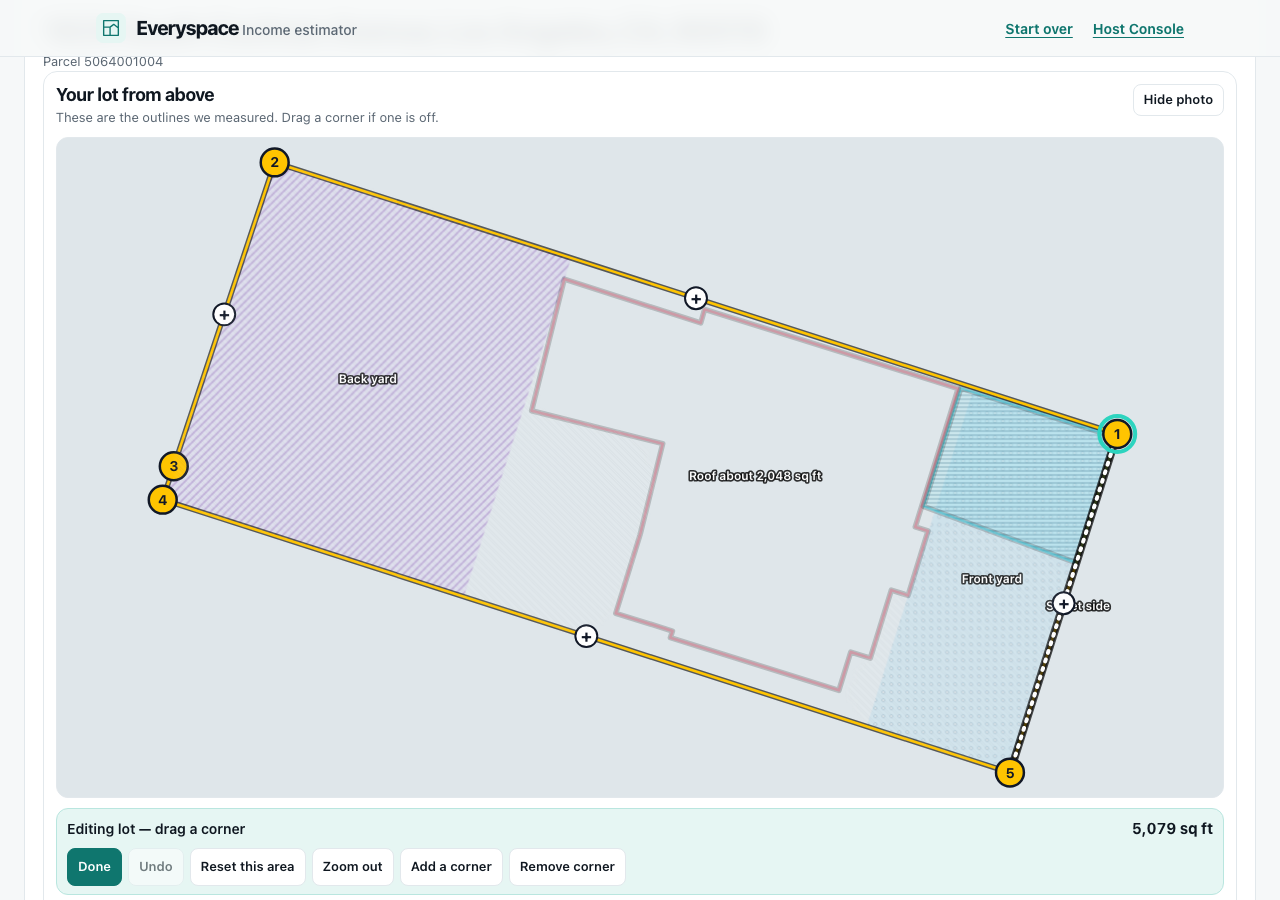 Everyspace Income estimator
Start over
Host Console
Parcel 5064001004
Your lot from above
Hide photo
These are the outlines we measured. Drag a corner if one is off.
2
+
+
Back yard
1
3
Roof about 2,048 sq ft
4
Front yard
+
side
+
5
Editing lot — drag a corner
5,079 sq ft
Done
Undo
Reset this area
Zoom out
Add a corner
Remove corner